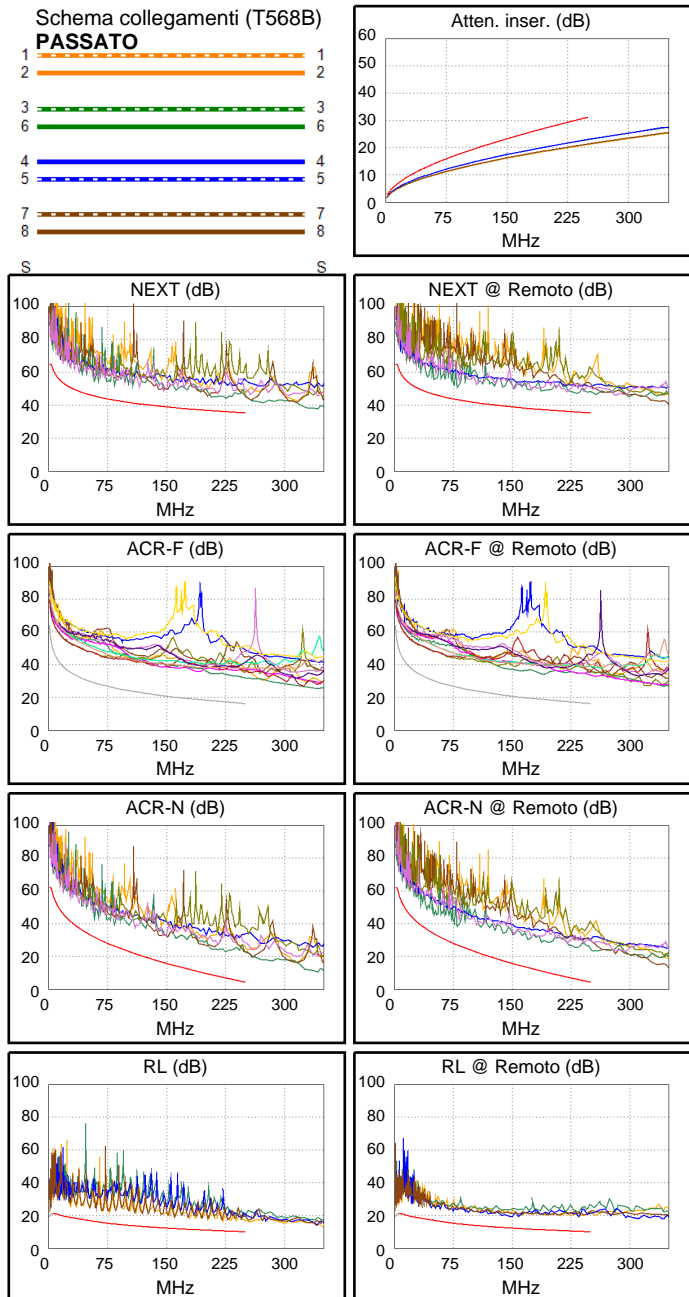 Schema collegamenti (T568B)
PASSATO
1 1
2 2
3 3
6 6
4 4
5 5
7 7
8 8
S S
Atten. inser. (dB)
60
50
40
30
20
10
0
0 75 150 225 300
MHz
NEXT (dB)
100
80
60
40
20
0
0 75 150 225 300
MHz
NEXT @ Remoto (dB)
100
80
60
40
20
0
0 75 150 225 300
MHz
ACR-F (dB)
100
80
60
40
20
0
0 75 150 225 300
MHz
ACR-F @ Remoto (dB)
100
80
60
40
20
0
0 75 150 225 300
MHz
ACR-N (dB)
100
80
60
40
20
0
0 75 150 225 300
MHz
ACR-N @ Remoto (dB)
100
80
60
40
20
0
0 75 150 225 300
MHz
RL (dB)
100
80
60
40
20
0
0 75 150 225 300
MHz
RL @ Remoto (dB)
100
80
60
40
20
0
0 75 150 225 300
MHz